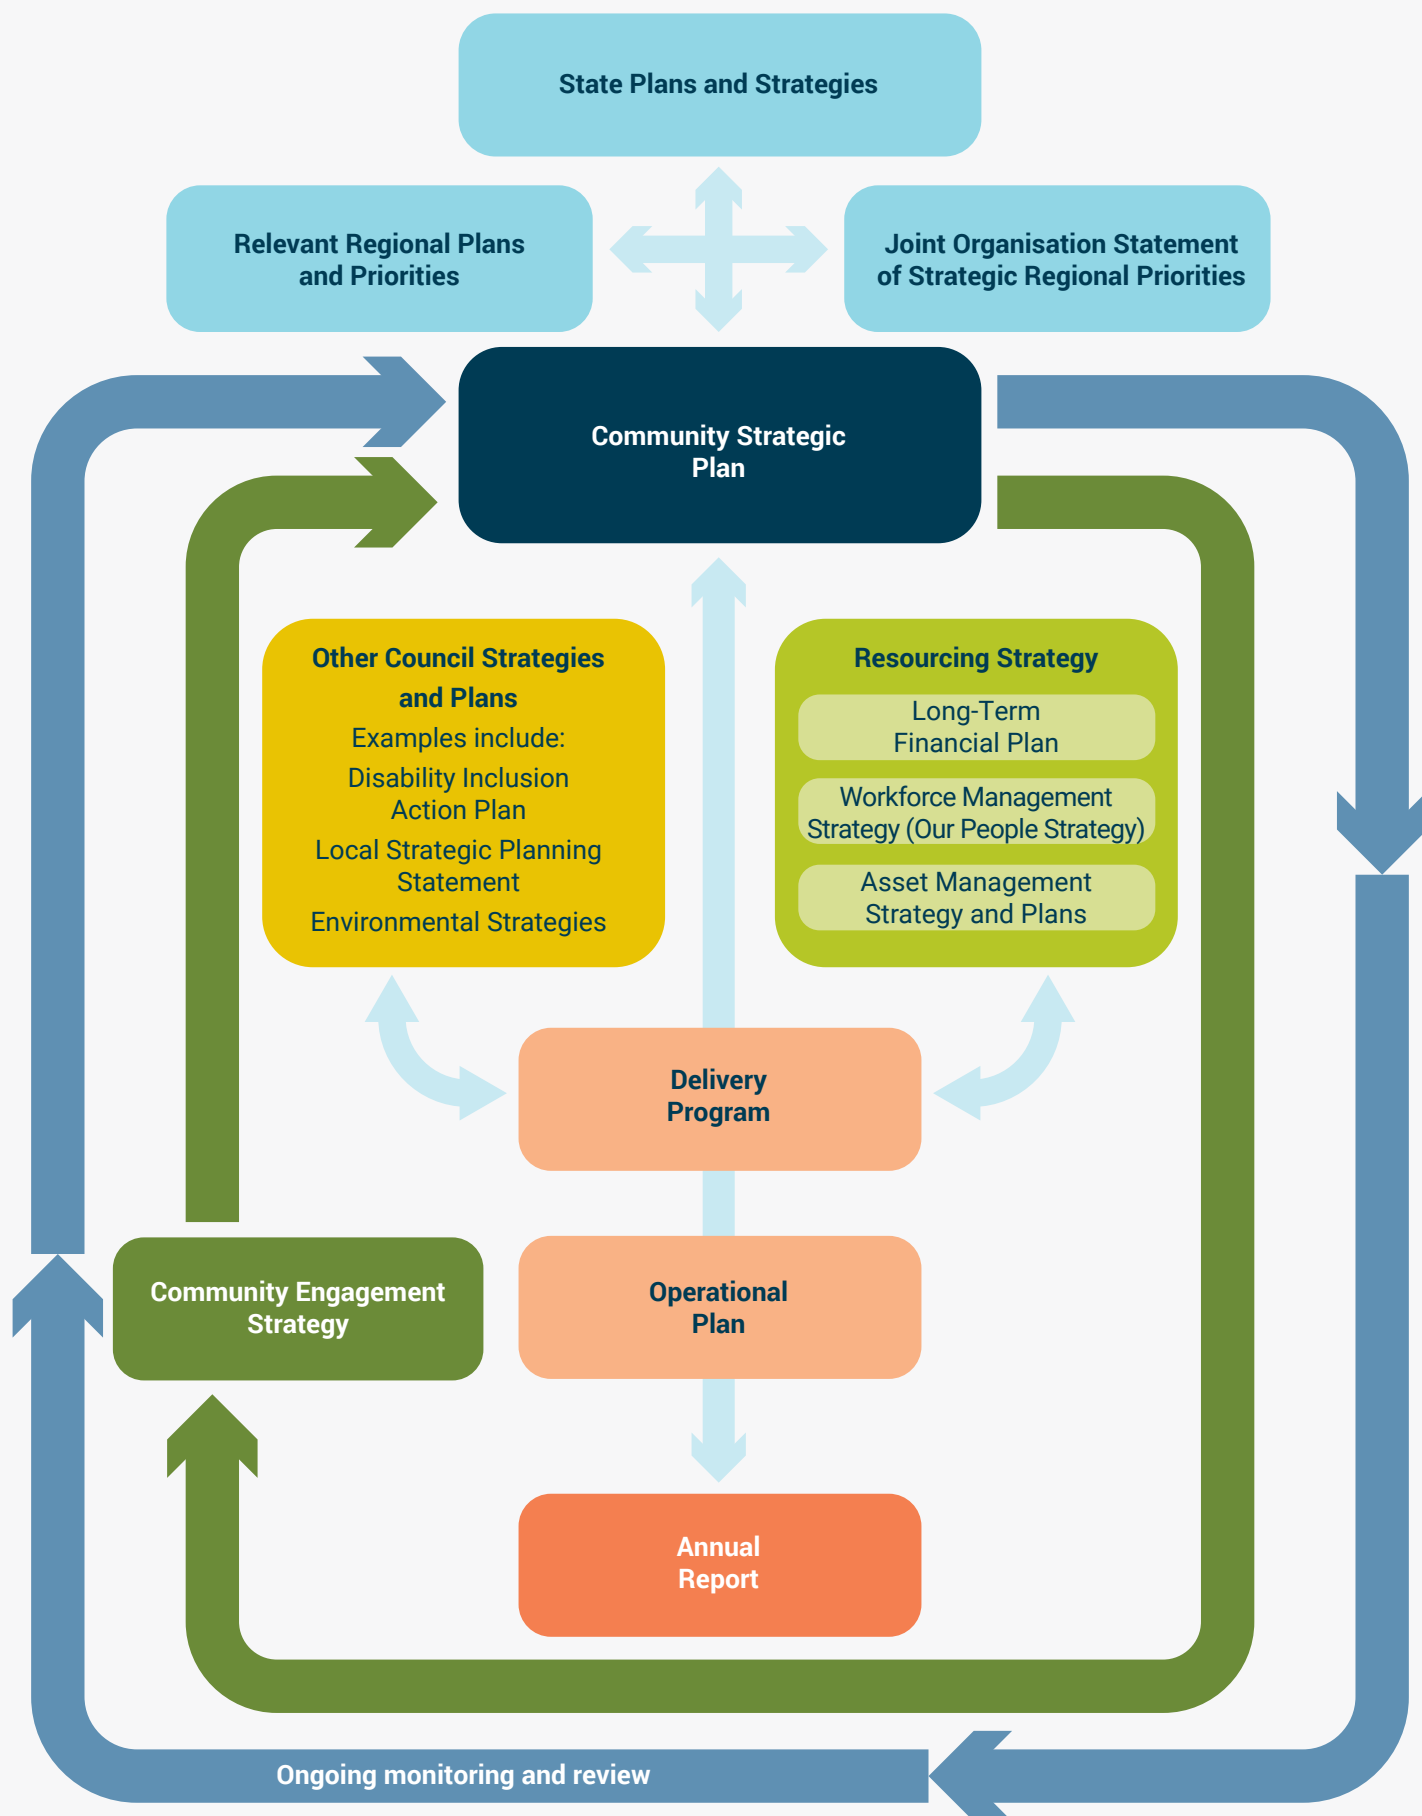 State Plans and Strategies
Relevant Regional Plans
and Priorities
Joint Organisation Statement
of Strategic Regional Priorities
Community Strategic
Plan
Other Council Strategies
and Plans
Examples include:
Disability Inclusion
Action Plan
Local Strategic Planning
Statement
Environmental Strategies
Resourcing Strategy
Long-Term
Financial Plan
Workforce Management
Strategy (Our People Strategy)
Asset Management
Strategy and Plans
Delivery
Program
Community Engagement
Strategy
Operational
Plan
Annual
Report
Ongoing monitoring and review